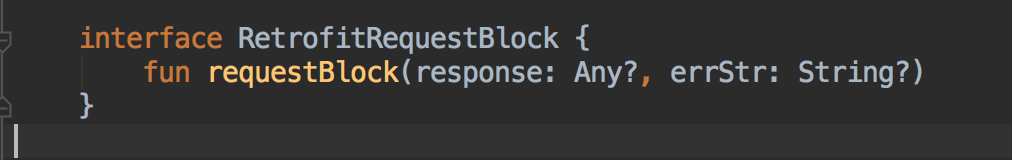 interface RetrofitRequestBlock {
fun requestBlock(response: Any?, errStr: String?)
}